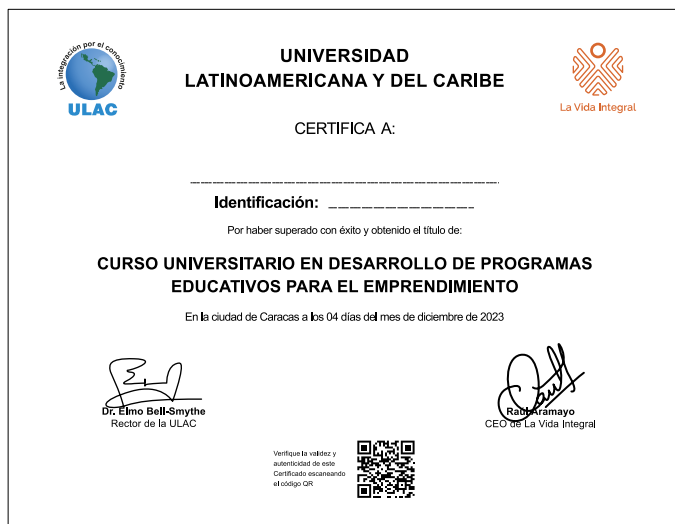 La integración por el conocimiento
ULAC
UNIVERSIDAD
LATINOAMERICANA Y DEL CARIBE
La Vida Integral
CERTIFICA A:
Identificación:
Por haber superado con éxito y obtenido el título de:
CURSO UNIVERSITARIO EN DESARROLLO DE PROGRAMAS
EDUCATIVOS PARA EL EMPRENDIMIENTO
En la ciudad de Caracas a los 04 días del mes de diciembre de 2023
Dr. Elmo Bell-Smythe
Rector de la ULAC
Raúl Aramayo
CEO de La Vida Integral
Verifique la validez y
autenticidad de este
Certificado escaneando
el código QR